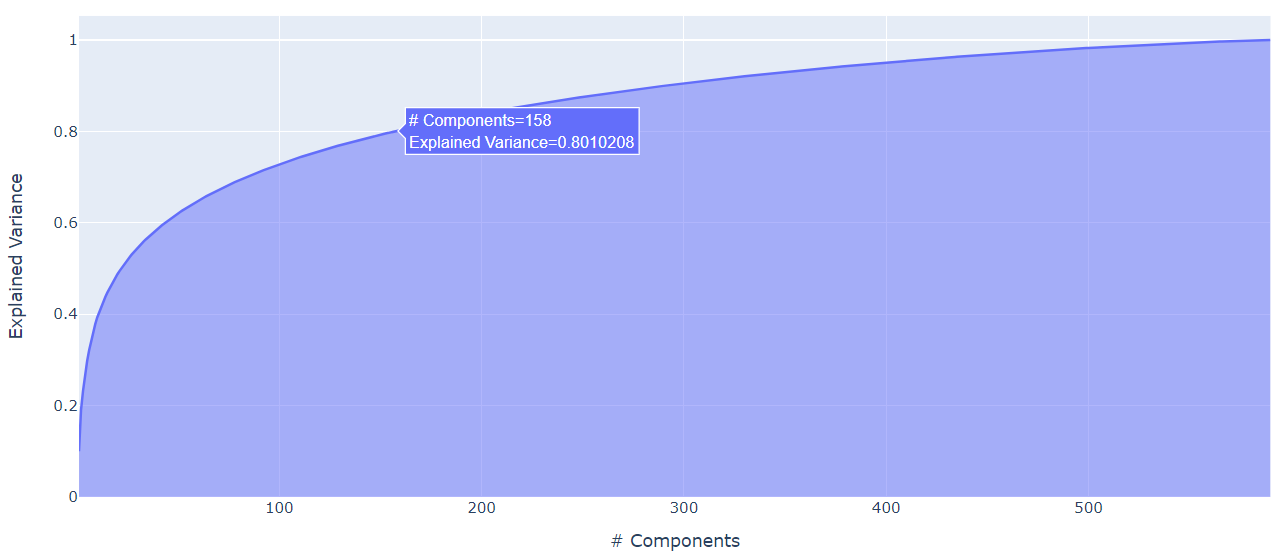 1
0.8
0.6
0.4
0.2
0
Explained Variance
# Components=158
Explained Variance=0.8010208
100 200 300 400 500
# Components